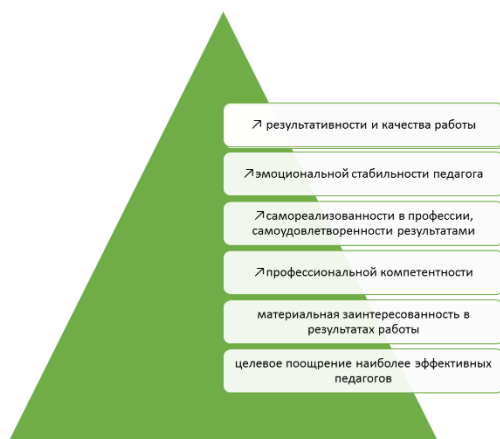 ↗ результативности и качества работы
↗эмоциональной стабильности педагога
↗самореализованности в профессии,
самоудовлетворенности результатами
↗профессиональной компетентности
материальная заинтересованность в
результатах работы
целевое поощрение наиболее эффективных
педагогов